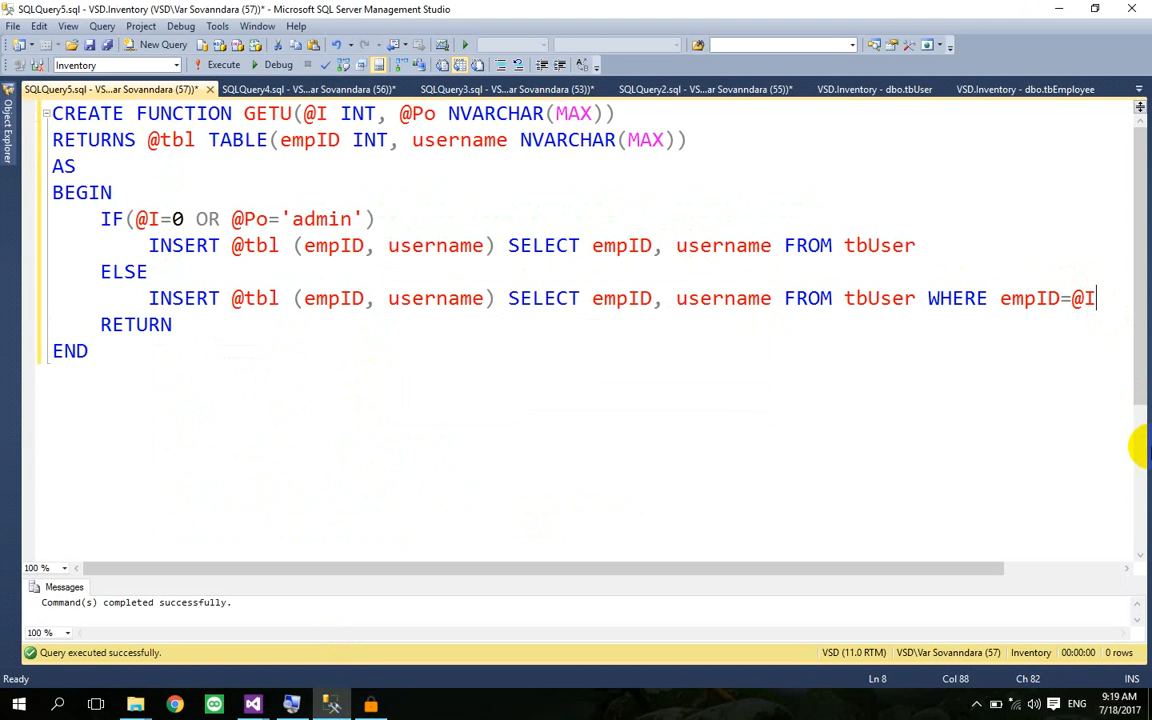 SQLQuery5.sql - VSD.Inventory (VSD\Var Sovanndara (57))* - Microsoft SQL Server Management Studio
File Edit View Query Project Debug Tools Window Help
New Query
Inventory Execute Debug
SQLQuery5.sql - VS...ar Sovanndara (57))* SQLQuery4.sql - VS...ar Sovanndara (56))* SQLQuery3.sql - VS...ar Sovanndara (53))* SQLQuery2.sql - VS...ar Sovanndara (55))* VSD.Inventory - dbo.tbUser VSD.Inventory - dbo.tbEmployee
Object Explorer
CREATE FUNCTION GETU(@I INT, @Po NVARCHAR(MAX))
RETURNS @tbl TABLE(empID INT, username NVARCHAR(MAX))
AS
BEGIN
IF(@I=0 OR @Po='admin')
INSERT @tbl (empID, username) SELECT empID, username FROM tbUser
ELSE
INSERT @tbl (empID, username) SELECT empID, username FROM tbUser WHERE empID=@I
RETURN
END
100 %
Messages
Command(s) completed successfully.
100 %
Query executed successfully. VSD (11.0 RTM) VSD\Var Sovanndara (57) Inventory 00:00:00 0 rows
Ready Ln 8 Col 88 Ch 82 INS
ENG 9:19 AM
7/18/2017